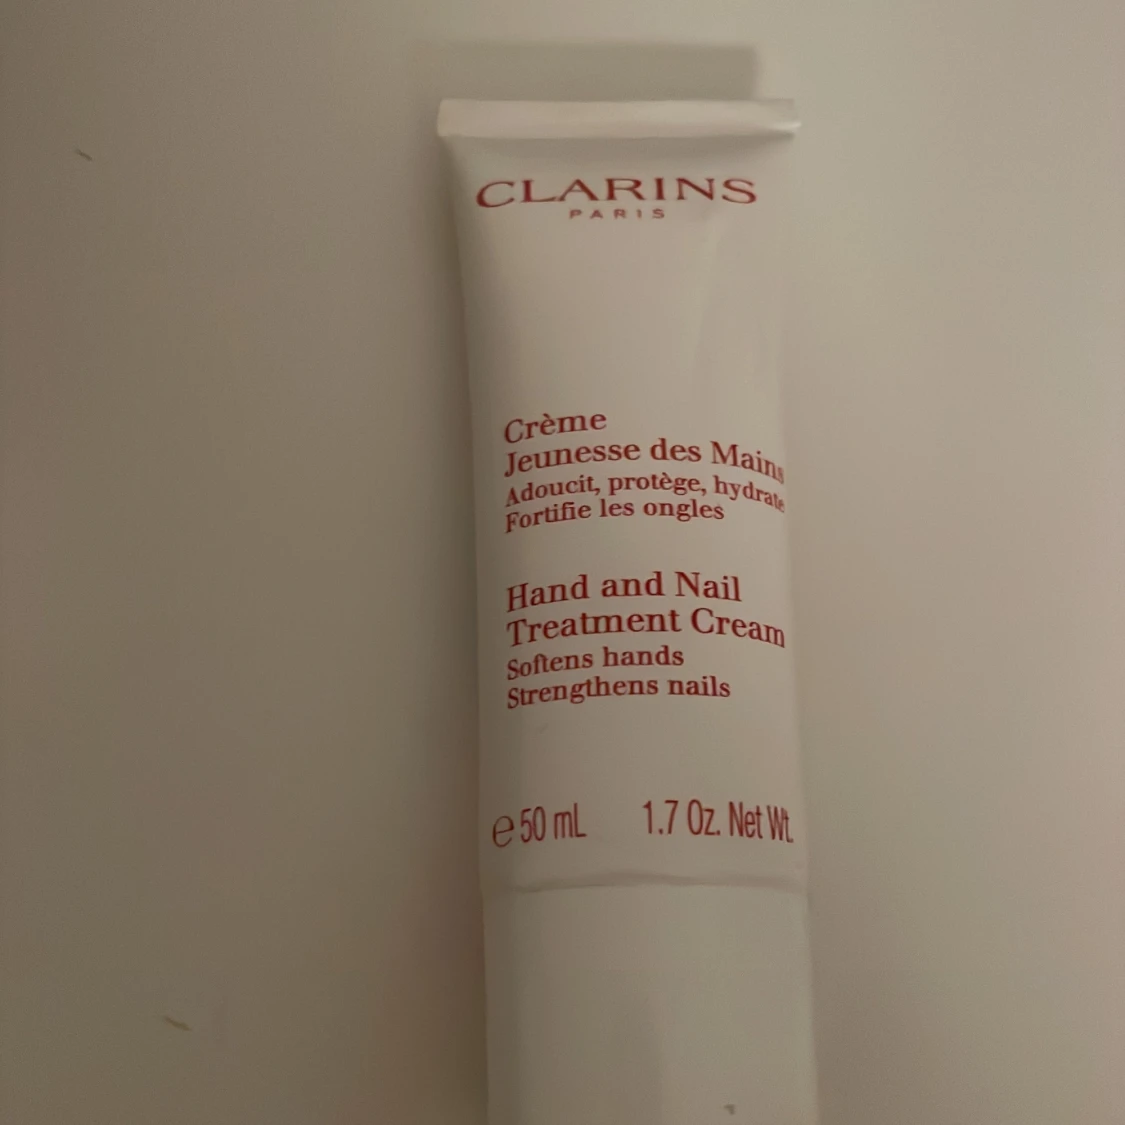 CLARINS
PARIS
Crème
Jeunesse des Mains
Adoucit, protège, hydrate
Fortifie les ongles
Hand and Nail
Treatment Cream
Softens hands
Strengthens nails
℮ 50 mL 1.7 Oz. Net Wt.